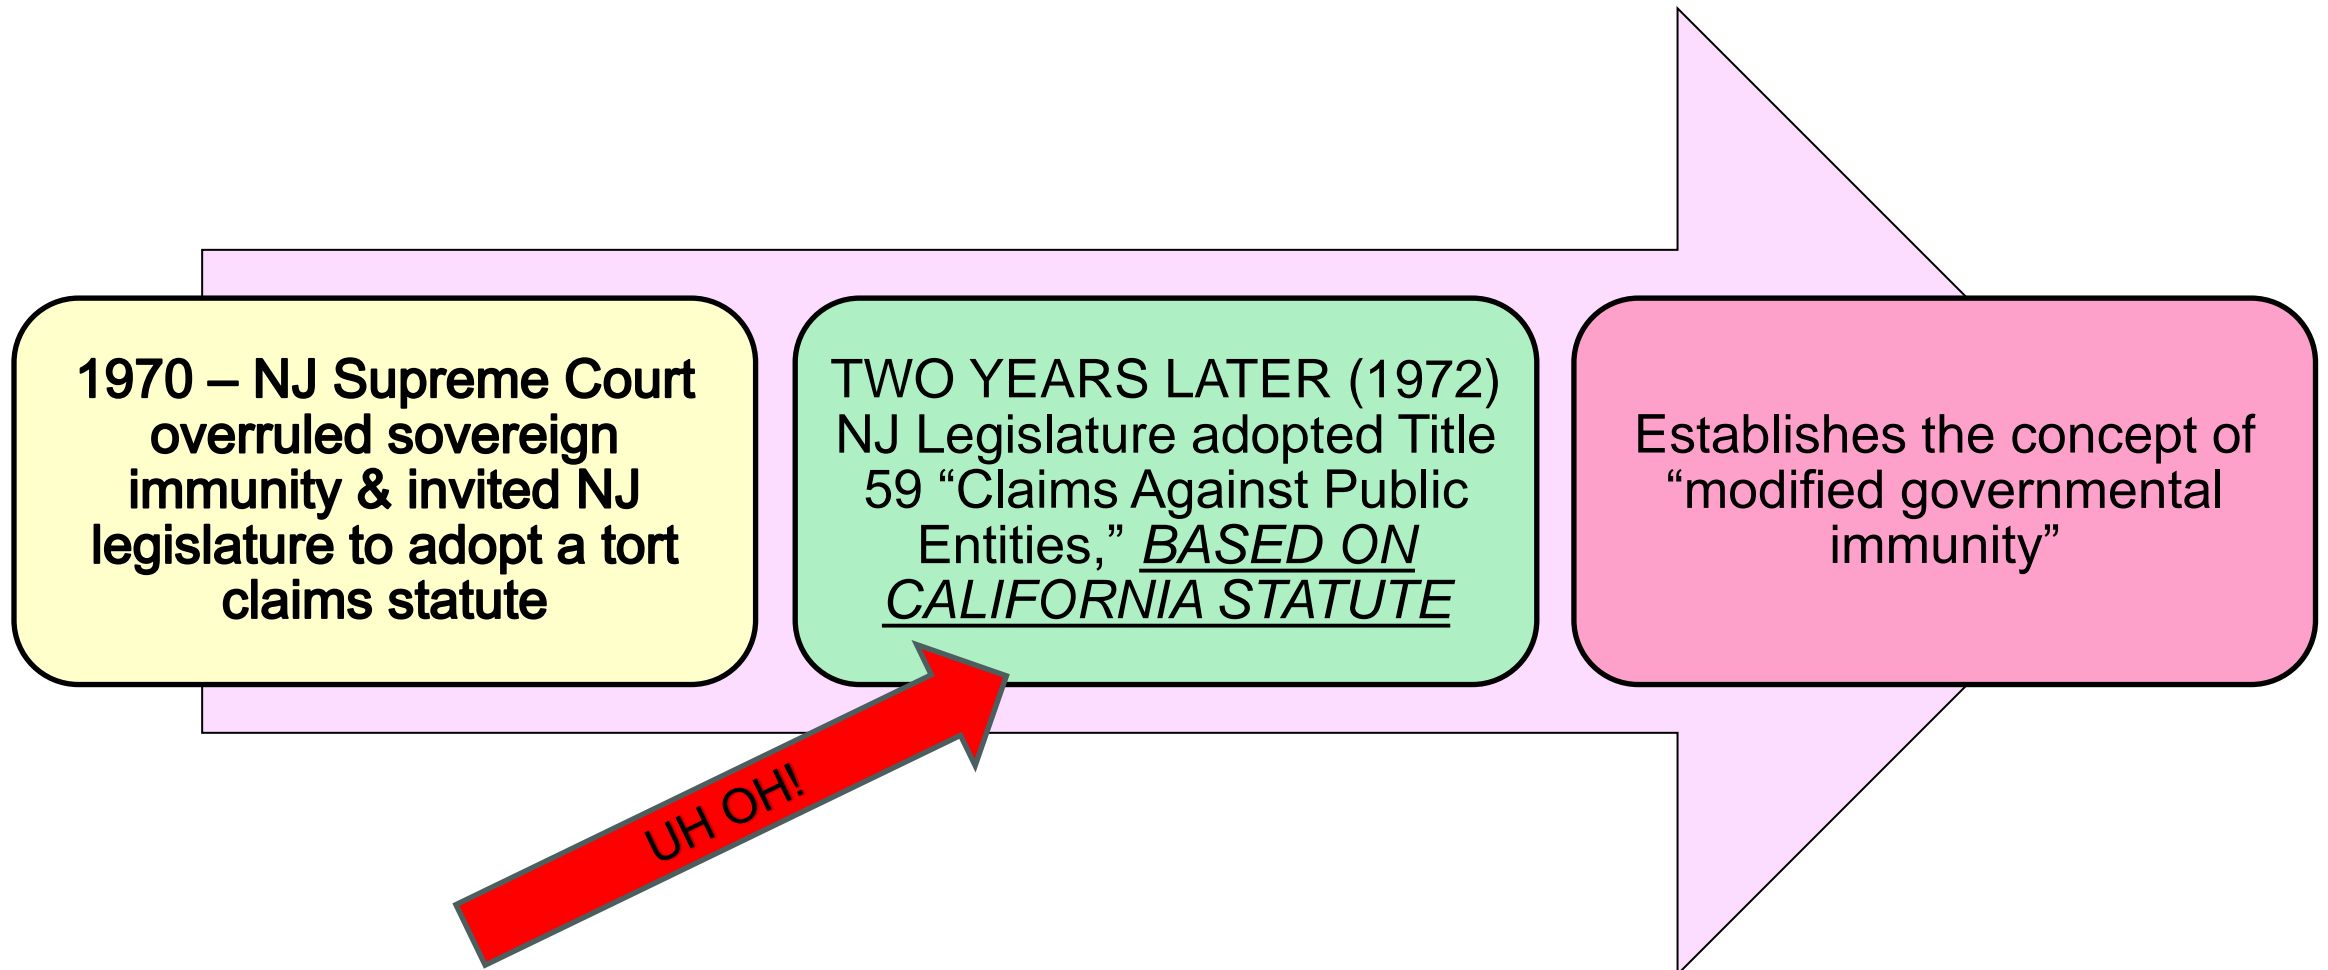 1970 – NJ Supreme Court
overruled sovereign
immunity & invited NJ
legislature to adopt a tort
claims statute
TWO YEARS LATER (1972)
NJ Legislature adopted Title
59 “Claims Against Public
Entities,” BASED ON
CALIFORNIA STATUTE
Establishes the concept of
“modified governmental
immunity”
UH OH!